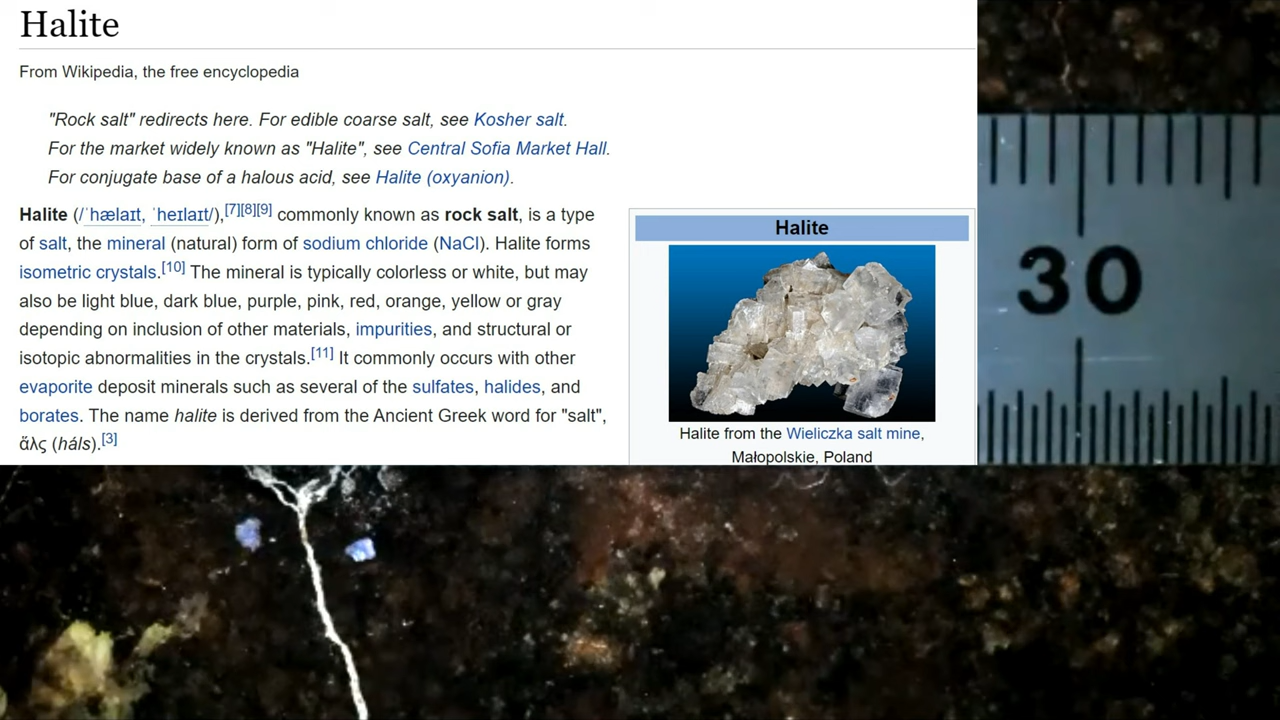 Halite
From Wikipedia, the free encyclopedia
"Rock salt" redirects here. For edible coarse salt, see Kosher salt.
For the market widely known as "Halite", see Central Sofia Market Hall.
For conjugate base of a halous acid, see Halite (oxyanion).
Halite (/ˈhælaɪt, ˈheɪlaɪt/),[7][8][9] commonly known as rock salt, is a type
of salt, the mineral (natural) form of sodium chloride (NaCl). Halite forms
isometric crystals.[10] The mineral is typically colorless or white, but may
also be light blue, dark blue, purple, pink, red, orange, yellow or gray
depending on inclusion of other materials, impurities, and structural or
isotopic abnormalities in the crystals.[11] It commonly occurs with other
evaporite deposit minerals such as several of the sulfates, halides, and
borates. The name halite is derived from the Ancient Greek word for "salt",
ἅλς (háls).[3]
Halite
Halite from the Wieliczka salt mine,
Małopolskie, Poland
30